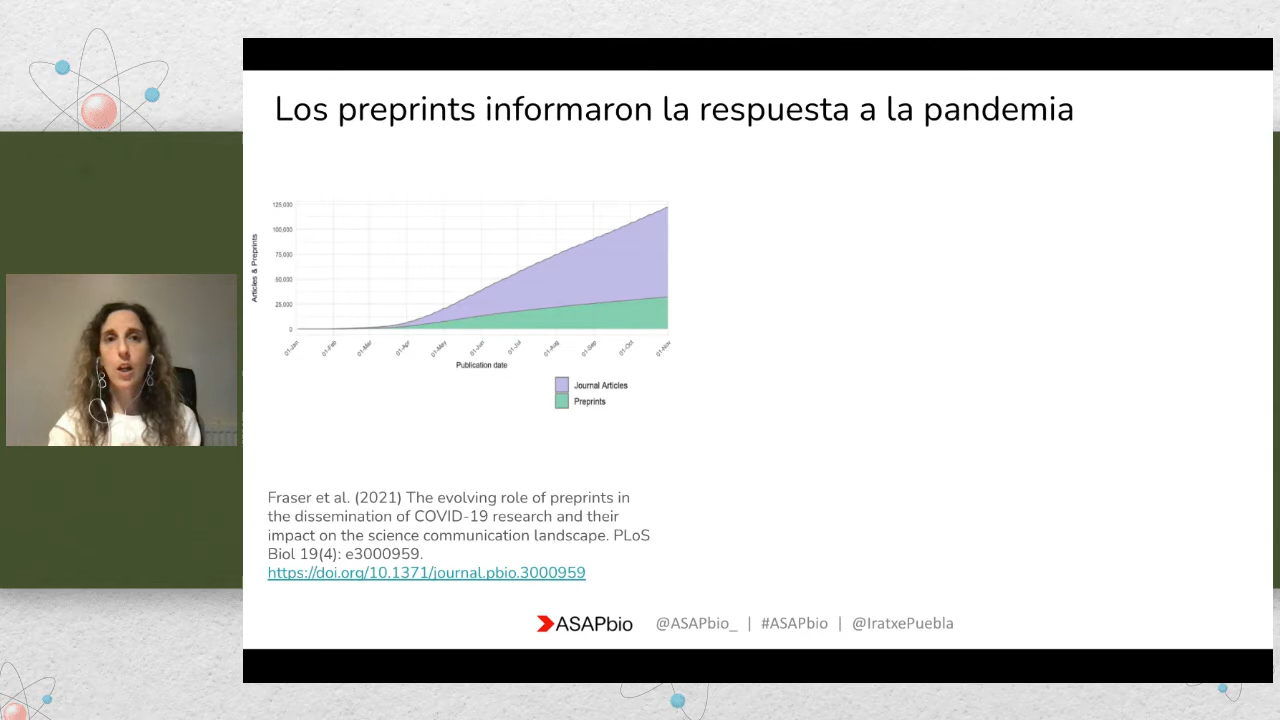 Los preprints informaron la respuesta a la pandemia
125,000
100,000
75,000
50,000
25,000
0
Articles & Preprints
01-Jan
01-Feb
01-Mar
01-Apr
01-May
01-Jun
01-Jul
01-Aug
01-Sep
01-Oct
01-Nov
Publication date
Journal Articles
Preprints
Fraser et al. (2021) The evolving role of preprints in
the dissemination of COVID-19 research and their
impact on the science communication landscape. PLoS
Biol 19(4): e3000959.
https://doi.org/10.1371/journal.pbio.3000959
ASAPbio
@ASAPbio_ | #ASAPbio | @IratxePuebla